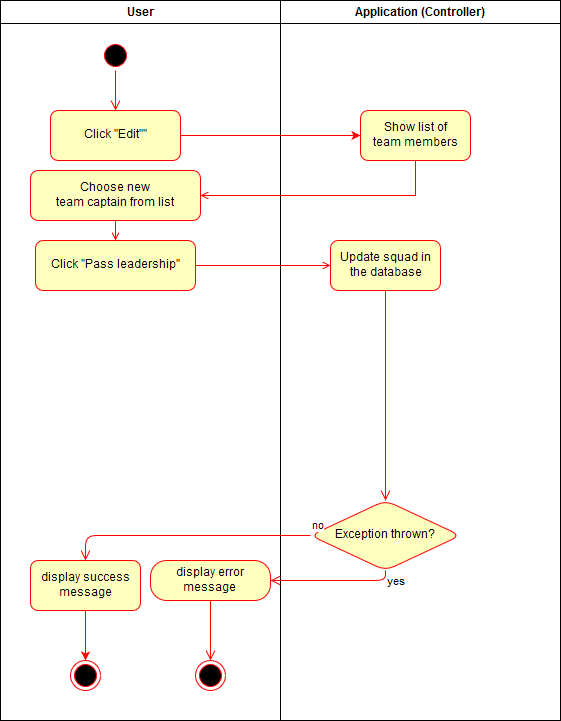 User
Application (Controller)
Click "Edit""
Show list of
team members
Choose new
team captain from list
Click "Pass leadership"
Update squad in
the database
Exception thrown?
no
yes
display success
message
display error
message